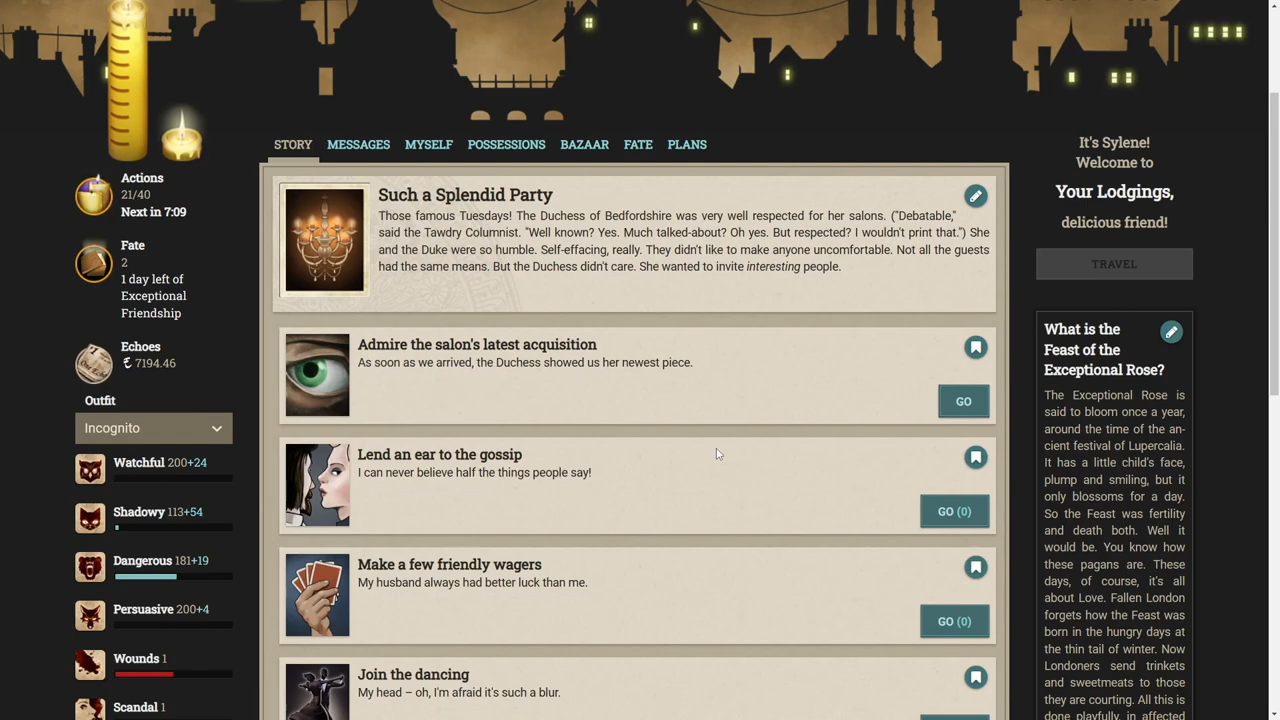 STORY MESSAGES MYSELF POSSESSIONS BAZAAR FATE PLANS
Actions
21/40
Next in 7:09
Fate
2
1 day left of
Exceptional
Friendship
Echoes
7194.46
Outfit
Incognito
Watchful 200+24
Shadowy 113+54
Dangerous 181+19
Persuasive 200+4
Wounds 1
Scandal 1
Such a Splendid Party
Those famous Tuesdays! The Duchess of Bedfordshire was very well respected for her salons. ("Debatable,"
said the Tawdry Columnist. "Well known? Yes. Much talked-about? Oh yes. But respected? I wouldn't print that.") She
and the Duke were so humble. Self-effacing, really. They didn't like to make anyone uncomfortable. Not all the guests
had the same means. But the Duchess didn't care. She wanted to invite interesting people.
Admire the salon's latest acquisition
As soon as we arrived, the Duchess showed us her newest piece.
GO
Lend an ear to the gossip
I can never believe half the things people say!
GO (0)
Make a few friendly wagers
My husband always had better luck than me.
GO (0)
Join the dancing
My head – oh, I'm afraid it's such a blur.
It's Sylene!
Welcome to
Your Lodgings,
delicious friend!
TRAVEL
What is the
Feast of the
Exceptional Rose?
The Exceptional Rose is
said to bloom once a year,
around the time of the an-
cient festival of Lupercalia.
It has a little child's face,
plump and smiling, but it
only blossoms for a day.
So the Feast was fertility
and death both. Well it
would be. You know how
these pagans are. These
days, of course, it's all
about Love. Fallen London
forgets how the Feast was
born in the hungry days at
the thin tail of winter. Now
Londoners send trinkets
and sweetmeats to those
they are courting. All this is
done playfully, in affected